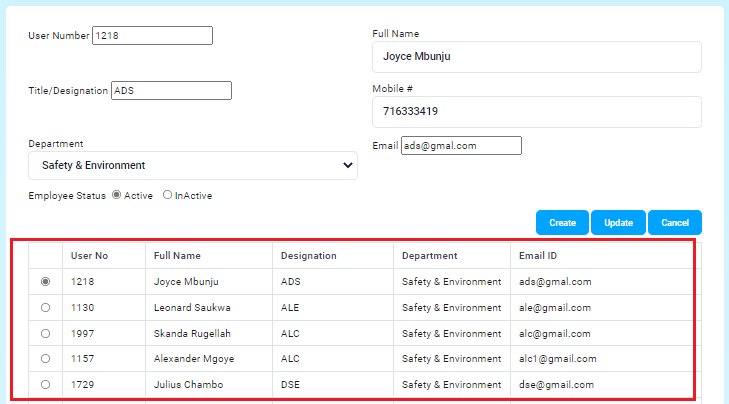 User Number 1218
Full Name
Joyce Mbunju
Title/Designation ADS
Mobile #
716333419
Department
Safety & Environment
Email ads@gmal.com
Employee Status Active InActive
Create Update Cancel
User No Full Name Designation Department Email ID
1218 Joyce Mbunju ADS Safety & Environment ads@gmal.com
1130 Leonard Saukwa ALE Safety & Environment ale@gmail.com
1997 Skanda Rugellah ALC Safety & Environment alc@gmail.com
1157 Alexander Mgoye ALC Safety & Environment alc1@gmail.com
1729 Julius Chambo DSE Safety & Environment dse@gmail.com